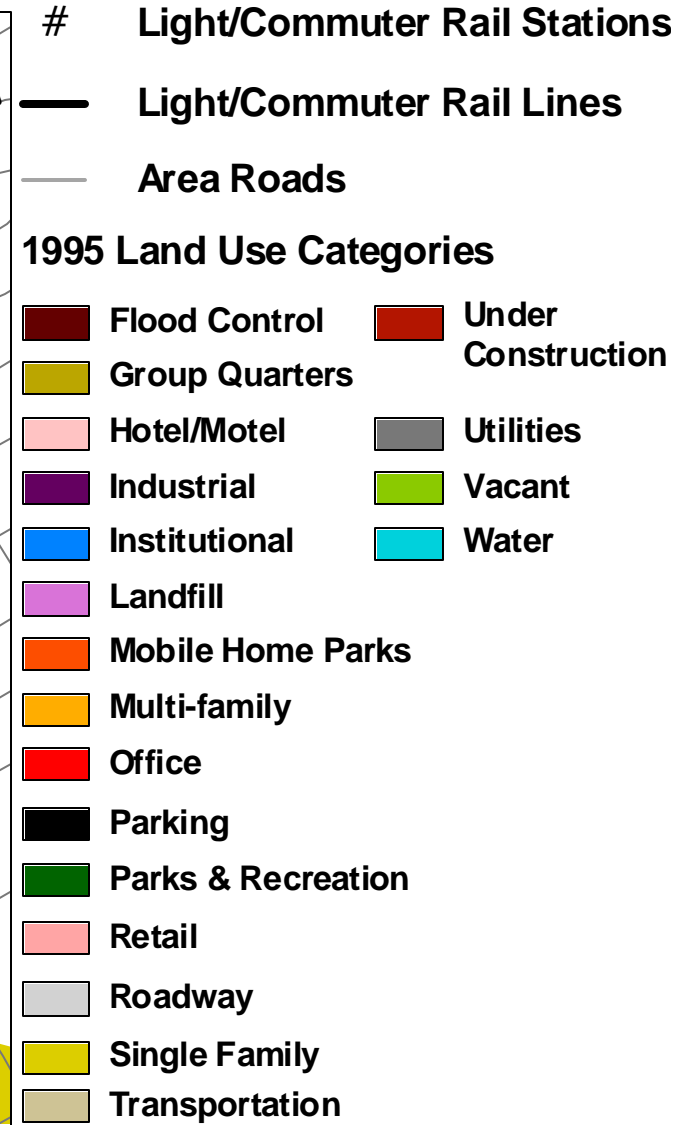 # Light/Commuter Rail Stations
Light/Commuter Rail Lines
Area Roads
1995 Land Use Categories
Flood Control
Group Quarters
Hotel/Motel
Industrial
Institutional
Landfill
Mobile Home Parks
Multi-family
Office
Parking
Parks & Recreation
Retail
Roadway
Single Family
Transportation
Under
Construction
Utilities
Vacant
Water